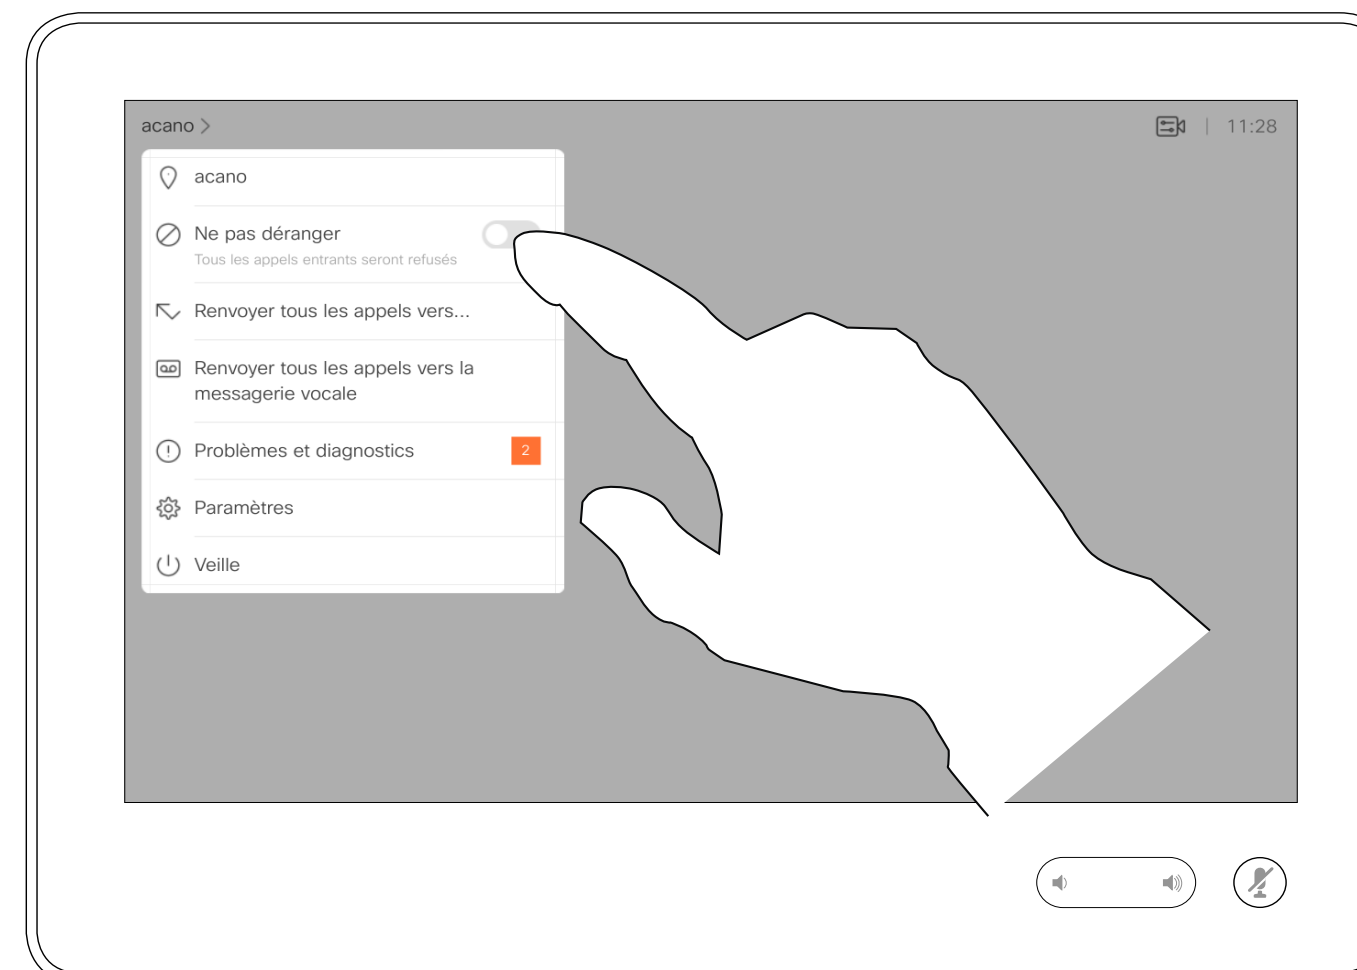 acano
11:28
acano
Ne pas déranger
Tous les appels entrants seront refusés
Renvoyer tous les appels vers...
Renvoyer tous les appels vers la
messagerie vocale
Problèmes et diagnostics
2
Paramètres
Veille